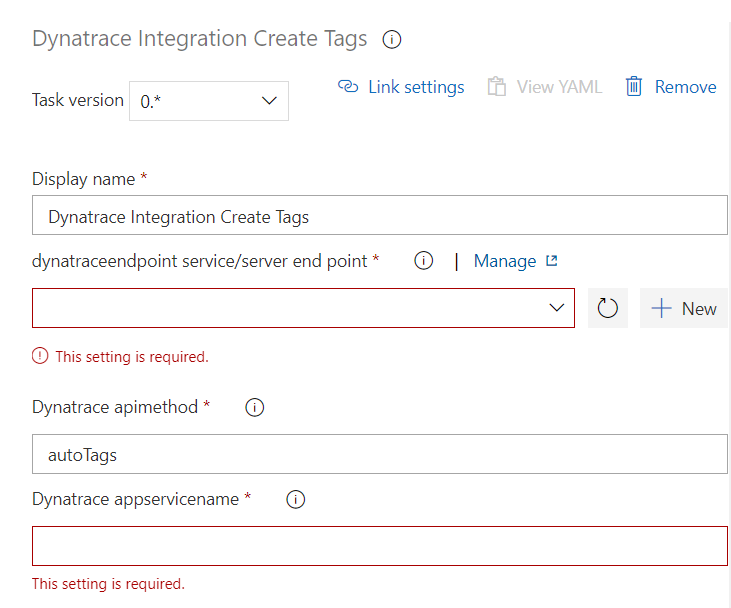 Dynatrace Integration Create Tags
Task version 0.* Link settings View YAML Remove
Display name *
Dynatrace Integration Create Tags
dynatraceendpoint service/server end point * | Manage
New
This setting is required.
Dynatrace apimethod *
autoTags
Dynatrace appservicename *
This setting is required.